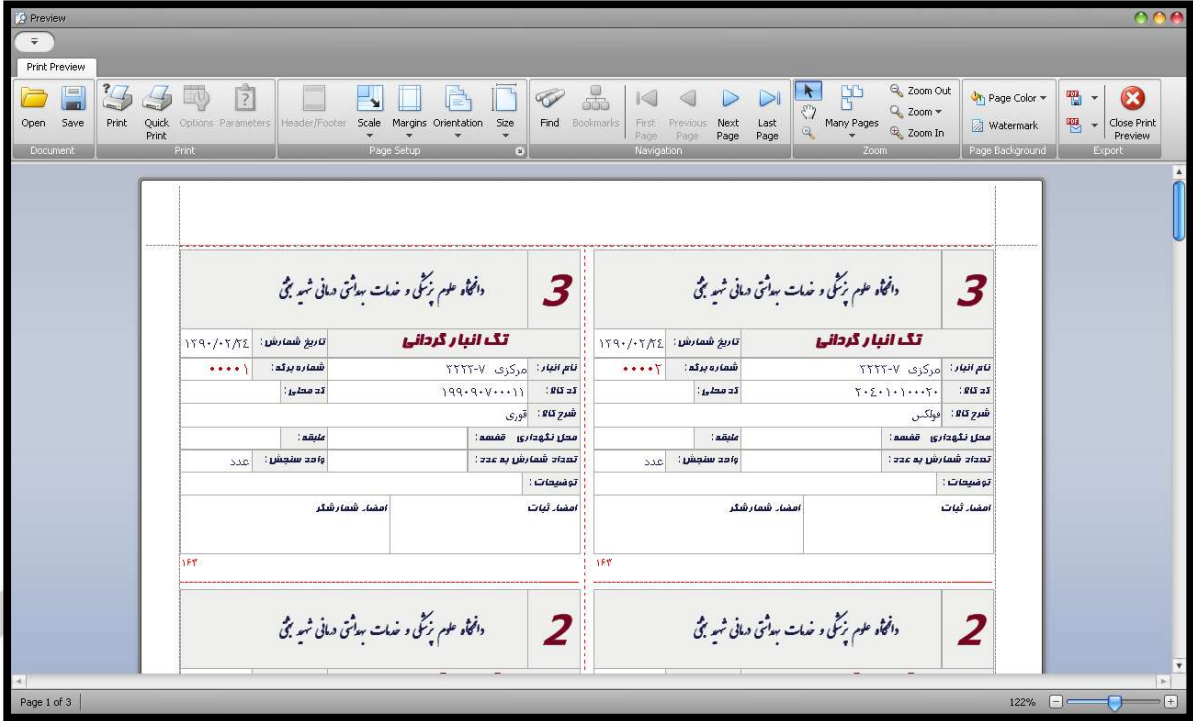 Preview
Print Preview
Open Save Print Quick Print Options Parameters Header/Footer Scale Margins Orientation Size Find Bookmarks First Page Previous Page Next Page Last Page Many Pages Zoom Out Zoom Zoom In Page Color Watermark Close Print Preview
Document Print Page Setup Navigation Zoom Page Background Export
3 دانشگاه علوم پزشکی و خدمات بهداشتی درمانی شهید بهشتی
تگ انبار گردانی تاریخ شمارش: ۱۳۹۰/۰۲/۲۴
نام انبار: مرکزی ۷-۲۲۲۲ شماره برگه: ۰۰۰۰۲
کد کالا: ۲۰۴۰۱۰۱۰۰۰۲۰ کد محلی:
شرح کالا: فولکس
محل نگهداری قفسه: طبقه:
تعداد شمارش به عدد: واحد سنجش: عدد
توضیحات:
امضاء ثبات امضاء شمارشگر
۱۶۳
3 دانشگاه علوم پزشکی و خدمات بهداشتی درمانی شهید بهشتی
تگ انبار گردانی تاریخ شمارش: ۱۳۹۰/۰۲/۲۴
نام انبار: مرکزی ۷-۲۲۲۲ شماره برگه: ۰۰۰۰۱
کد کالا: ۱۹۹۰۹۰۷۰۰۰۱۱ کد محلی:
شرح کالا: قوری
محل نگهداری قفسه: طبقه:
تعداد شمارش به عدد: واحد سنجش: عدد
توضیحات:
امضاء ثبات امضاء شمارشگر
۱۶۳
2 دانشگاه علوم پزشکی و خدمات بهداشتی درمانی شهید بهشتی
2 دانشگاه علوم پزشکی و خدمات بهداشتی درمانی شهید بهشتی
Page 1 of 3 122%